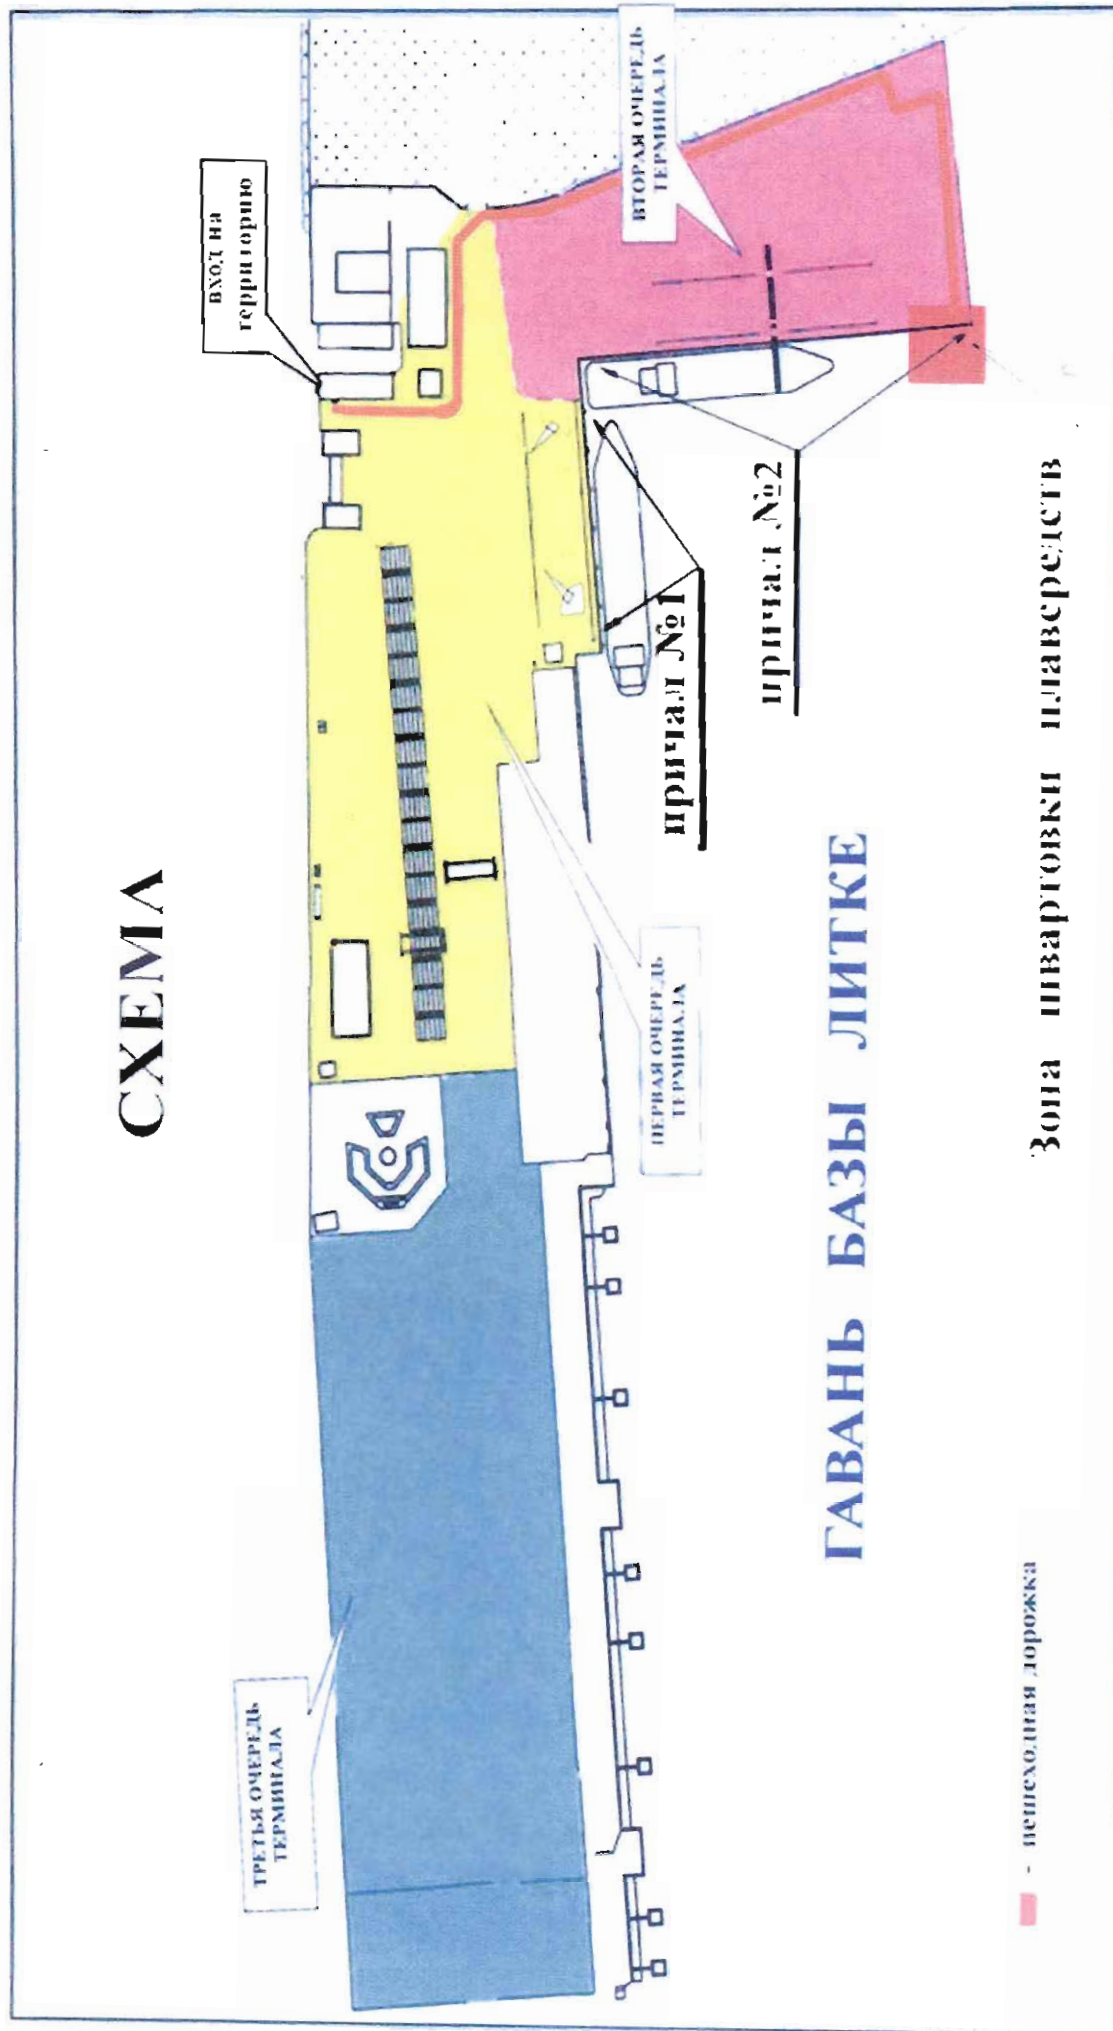 СХЕМА
вход на
территорию
ВТОРАЯ ОЧЕРЕДЬ
ТЕРМИНАЛА
ТРЕТЬЯ ОЧЕРЕДЬ
ТЕРМИНАЛА
ПЕРВАЯ ОЧЕРЕДЬ
ТЕРМИНАЛА
причал №1
причал №2
ГАВАНЬ БАЗЫ ЛИТКЕ
Зона швартовки плавсредств
- пешеходная дорожка